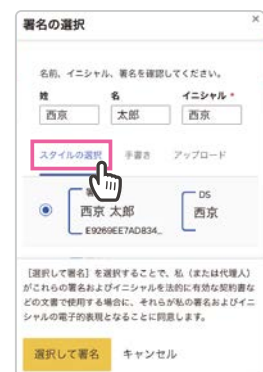 署名の選択 ×
名前、イニシャル、署名を確認してください。
姓 名 イニシャル *
西京 太郎 西京
スタイルの選択 手書き アップロード
DS
西京 太郎 西京
E9269EE7AD834...
[選択して署名] を選択することで、私（または代理人）
がこれらの署名およびイニシャルを法的に有効な契約書な
どの文書で使用する場合に、それらが私の署名およびイニ
シャルの電子的表現となることに同意します。
選択して署名 キャンセル